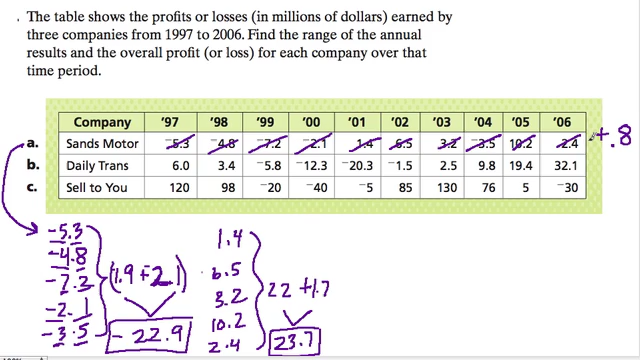 The table shows the profits or losses (in millions of dollars) earned by
three companies from 1997 to 2006. Find the range of the annual
results and the overall profit (or loss) for each company over that
time period.
Company '97 '98 '99 '00 '01 '02 '03 '04 '05 '06
a. Sands Motor ⁻5.3 ⁻4.8 ⁻7.2 ⁻2.1 1.4 6.5 3.2 ⁻3.5 10.2 2.4 +.8
b. Daily Trans 6.0 3.4 ⁻5.8 ⁻12.3 ⁻20.3 ⁻1.5 2.5 9.8 19.4 32.1
c. Sell to You 120 98 ⁻20 ⁻40 ⁻5 85 130 76 5 ⁻30
-5.3
-4.8
-7.2
-2.1
-3.5
(1.9 + 2.1)
- 22.9
1.4
6.5
3.2
10.2
2.4
22 + 1.7
23.7
100%